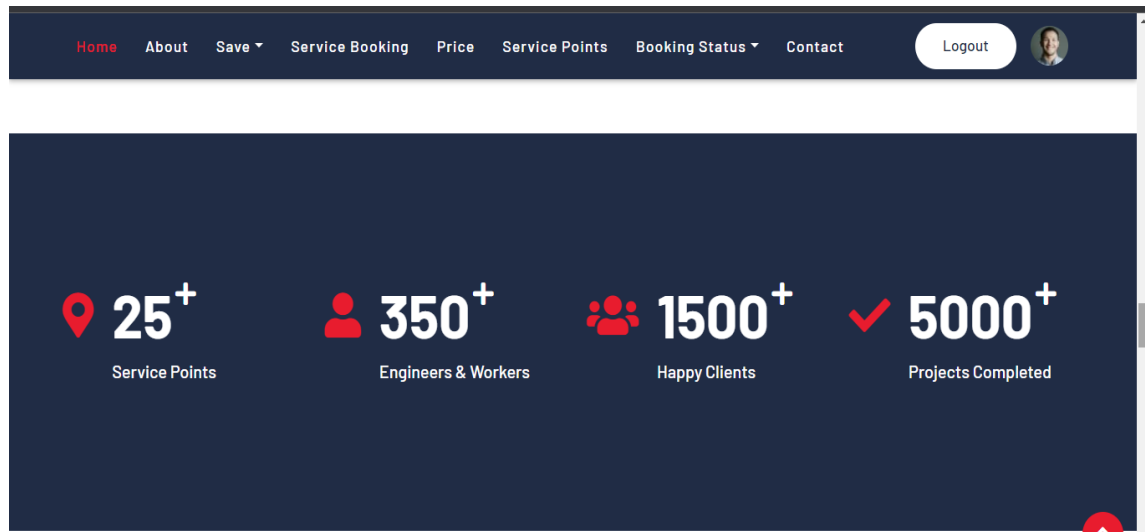 Home About Save Service Booking Price Service Points Booking Status Contact Logout
25+ 350+ 1500+ 5000+
Service Points Engineers & Workers Happy Clients Projects Completed